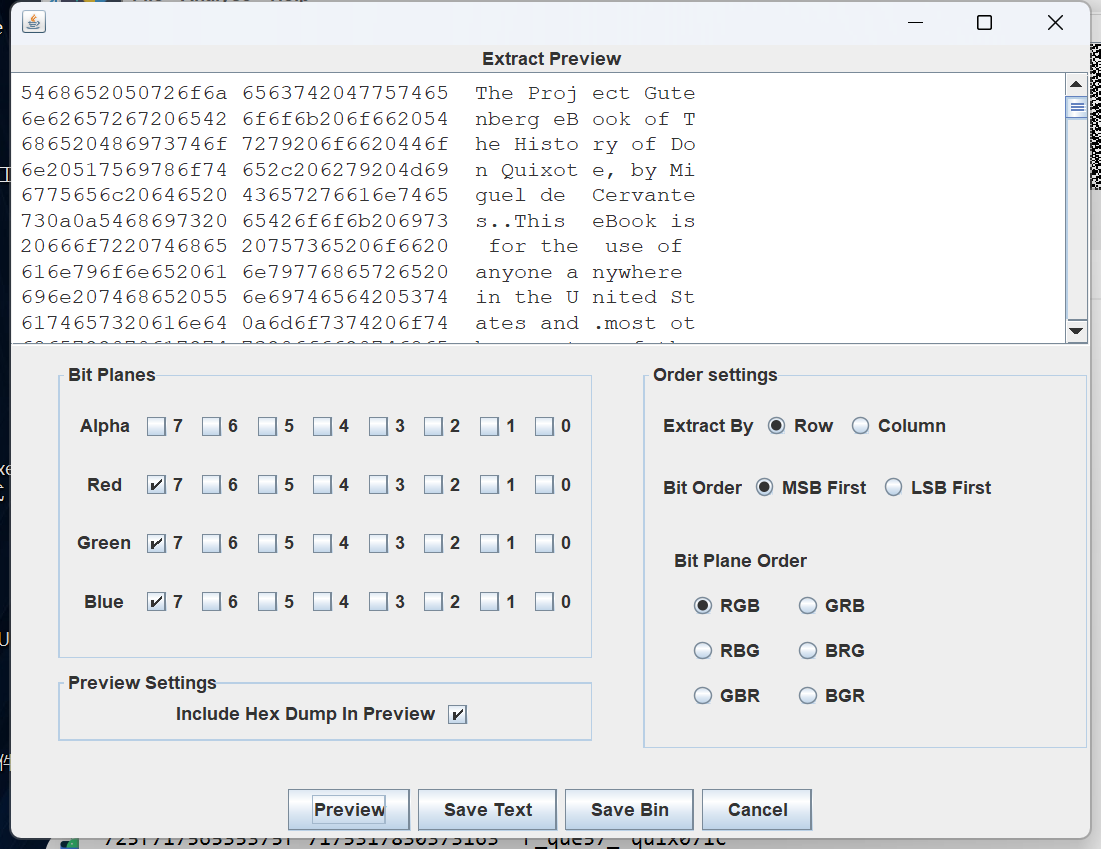 Extract Preview
5468652050726f6a 6563742047757465 The Proj ect Gute
6e62657267206542 6f6f6b206f662054 nberg eB ook of T
686520486973746f 7279206f6620446f he Histo ry of Do
6e20517569786f74 652c206279204d69 n Quixot e, by Mi
6775656c20646520 43657276616e7465 guel de  Cervante
730a0a5468697320 65426f6f6b206973 s..This  eBook is
20666f7220746865 20757365206f6620  for the  use of
616e796f6e652061 6e79776865726520 anyone a nywhere
696e207468652055 6e69746564205374 in the U nited St
6174657320616e64 0a6d6f7374206f74 ates and .most ot
Bit Planes
Alpha 7 6 5 4 3 2 1 0
Red 7 6 5 4 3 2 1 0
Green 7 6 5 4 3 2 1 0
Blue 7 6 5 4 3 2 1 0
Preview Settings
Include Hex Dump In Preview
Order settings
Extract By Row Column
Bit Order MSB First LSB First
Bit Plane Order
RGB GRB
RBG BRG
GBR BGR
Preview Save Text Save Bin Cancel